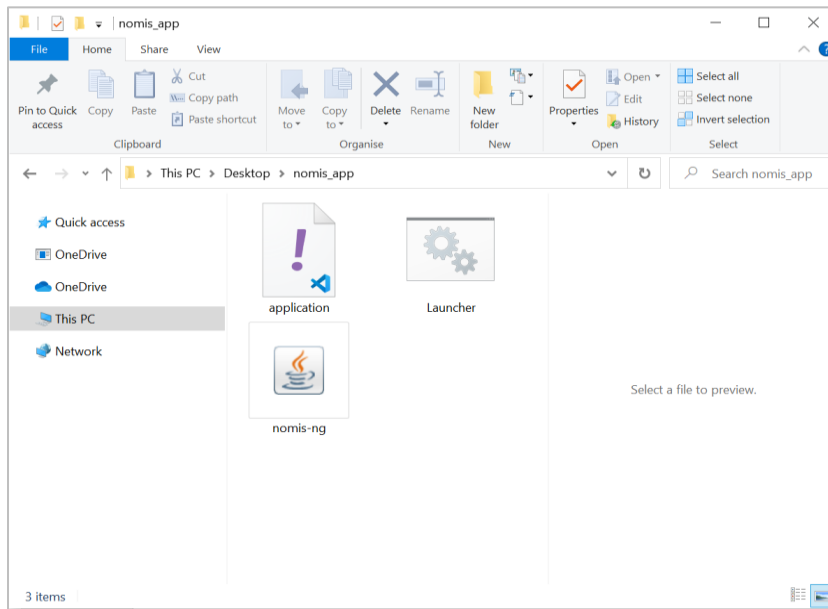 nomis_app
File Home Share View
Pin to Quick access
Copy
Paste
Cut
Copy path
Paste shortcut
Clipboard
Move to
Copy to
Delete
Rename
Organise
New folder
New
Properties
Open
Edit
History
Open
Select all
Select none
Invert selection
Select
This PC > Desktop > nomis_app
Search nomis_app
Quick access
OneDrive
OneDrive
This PC
Network
application
Launcher
nomis-ng
Select a file to preview.
3 items